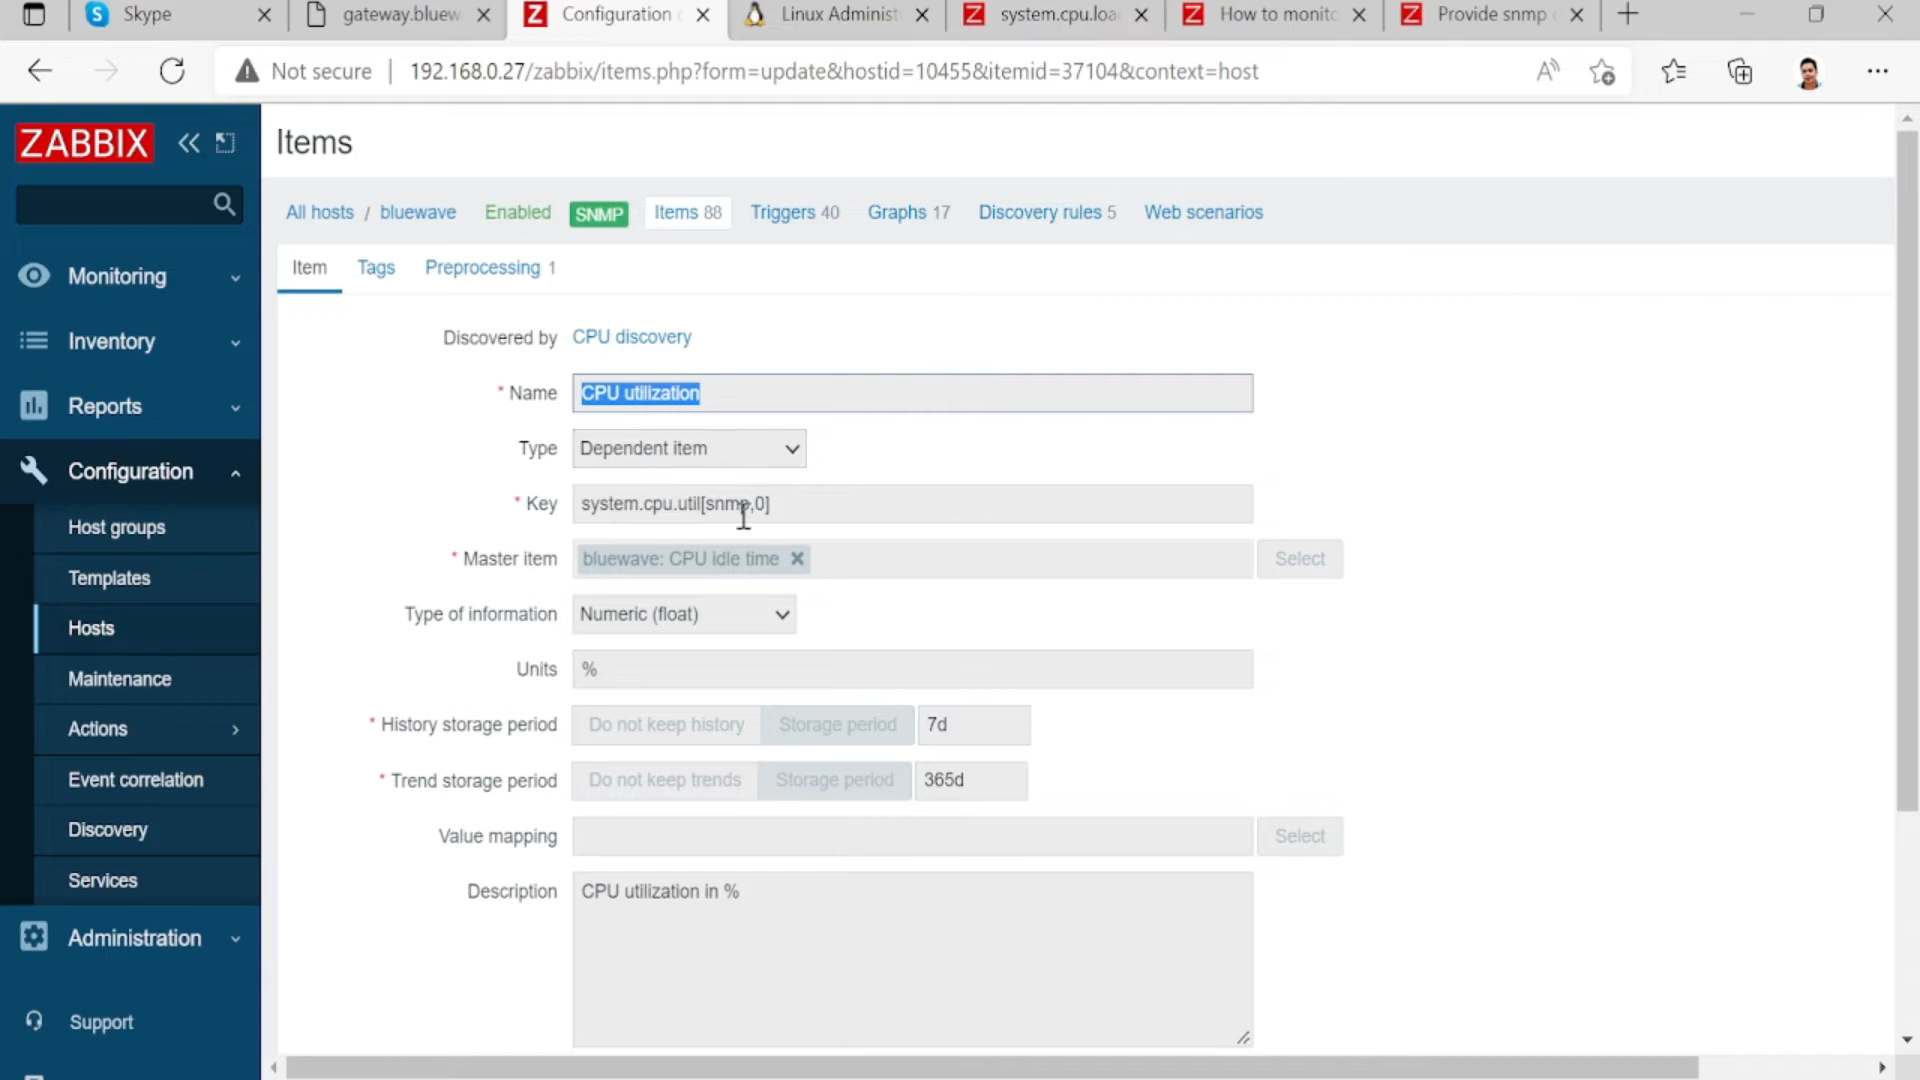 Skype
gateway.bluew
Configuration
Linux Administ
system.cpu.loa
How to monito
Provide snmp
Not secure
192.168.0.27/zabbix/items.php?form=update&hostid=10455&itemid=37104&context=host
ZABBIX
Items
All hosts / bluewave Enabled SNMP Items 88 Triggers 40 Graphs 17 Discovery rules 5 Web scenarios
Item Tags Preprocessing 1
Monitoring
Inventory
Reports
Configuration
Host groups
Templates
Hosts
Maintenance
Actions
Event correlation
Discovery
Services
Administration
Support
Discovered by CPU discovery
* Name CPU utilization
Type Dependent item
* Key system.cpu.util[snmp,0]
* Master item bluewave: CPU idle time Select
Type of information Numeric (float)
Units %
* History storage period Do not keep history Storage period 7d
* Trend storage period Do not keep trends Storage period 365d
Value mapping Select
Description CPU utilization in %